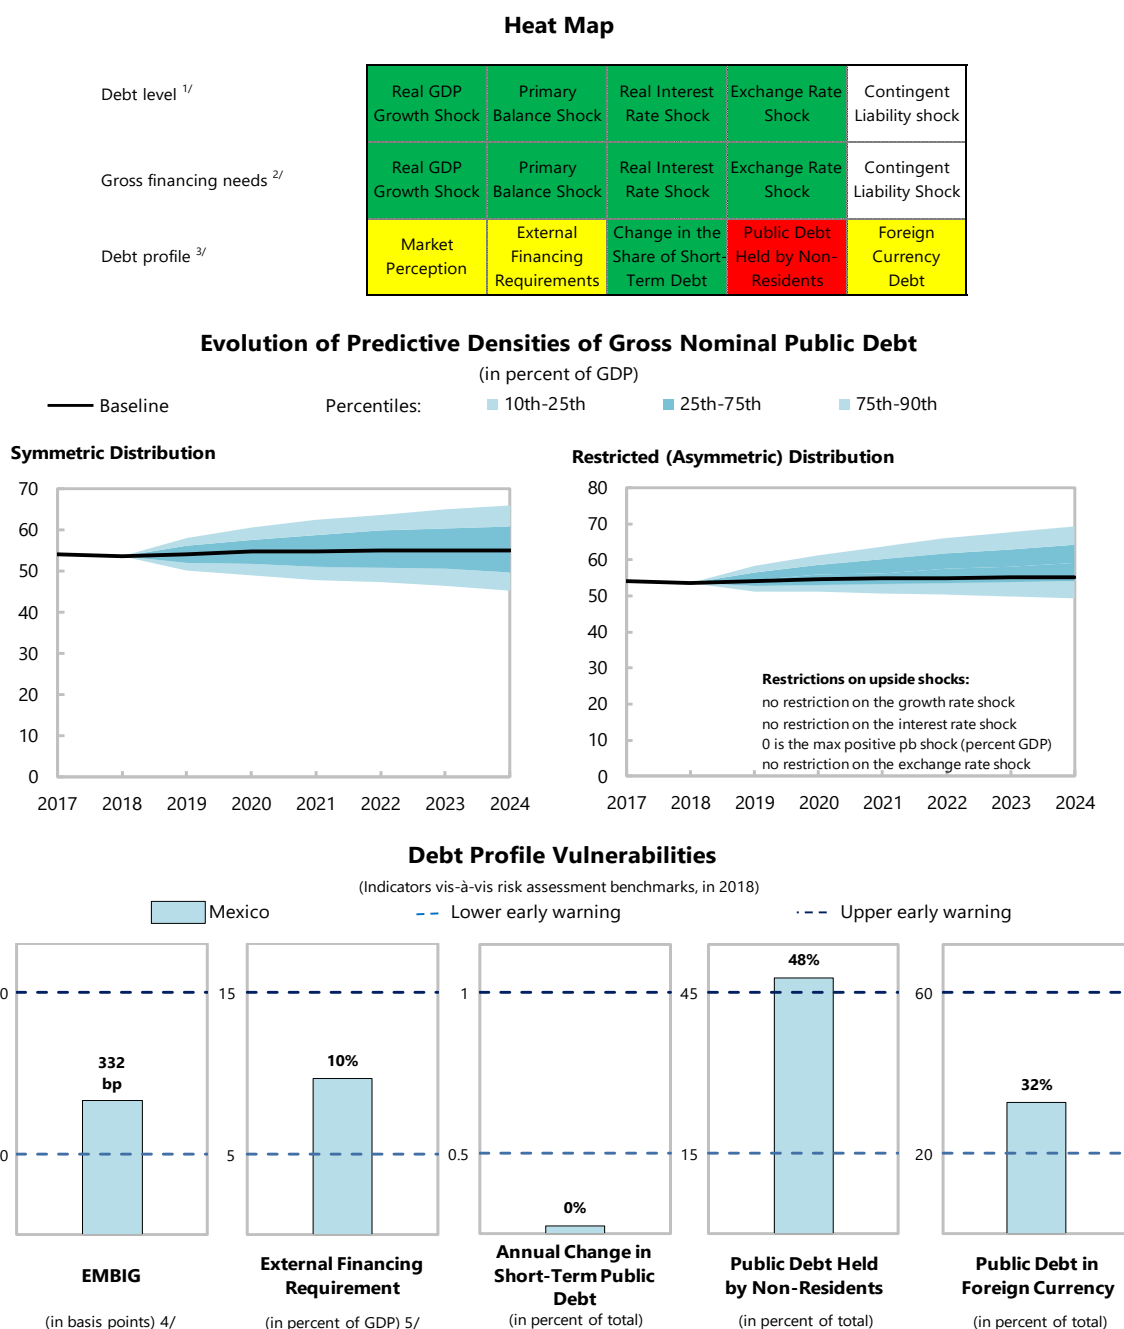 Heat Map
Debt level 1/
Real GDP Growth Shock
Primary Balance Shock
Real Interest Rate Shock
Exchange Rate Shock
Contingent Liability shock
Gross financing needs 2/
Real GDP Growth Shock
Primary Balance Shock
Real Interest Rate Shock
Exchange Rate Shock
Contingent Liability Shock
Debt profile 3/
Market Perception
External Financing Requirements
Change in the Share of Short-Term Debt
Public Debt Held by Non-Residents
Foreign Currency Debt
Evolution of Predictive Densities of Gross Nominal Public Debt
(in percent of GDP)
Baseline Percentiles: 10th-25th 25th-75th 75th-90th
Symmetric Distribution
70
60
50
40
30
20
10
0
2017 2018 2019 2020 2021 2022 2023 2024
Restricted (Asymmetric) Distribution
80
70
60
50
40
30
20
10
0
Restrictions on upside shocks:
no restriction on the growth rate shock
no restriction on the interest rate shock
0 is the max positive pb shock (percent GDP)
no restriction on the exchange rate shock
2017 2018 2019 2020 2021 2022 2023 2024
Debt Profile Vulnerabilities
(Indicators vis-à-vis risk assessment benchmarks, in 2018)
Mexico Lower early warning Upper early warning
0
332
bp
0
EMBIG
(in basis points) 4/
15
10%
5
External Financing
Requirement
(in percent of GDP) 5/
1
0.5
0%
Annual Change in
Short-Term Public
Debt
(in percent of total)
48%
45
15
Public Debt Held
by Non-Residents
(in percent of total)
60
32%
20
Public Debt in
Foreign Currency
(in percent of total)